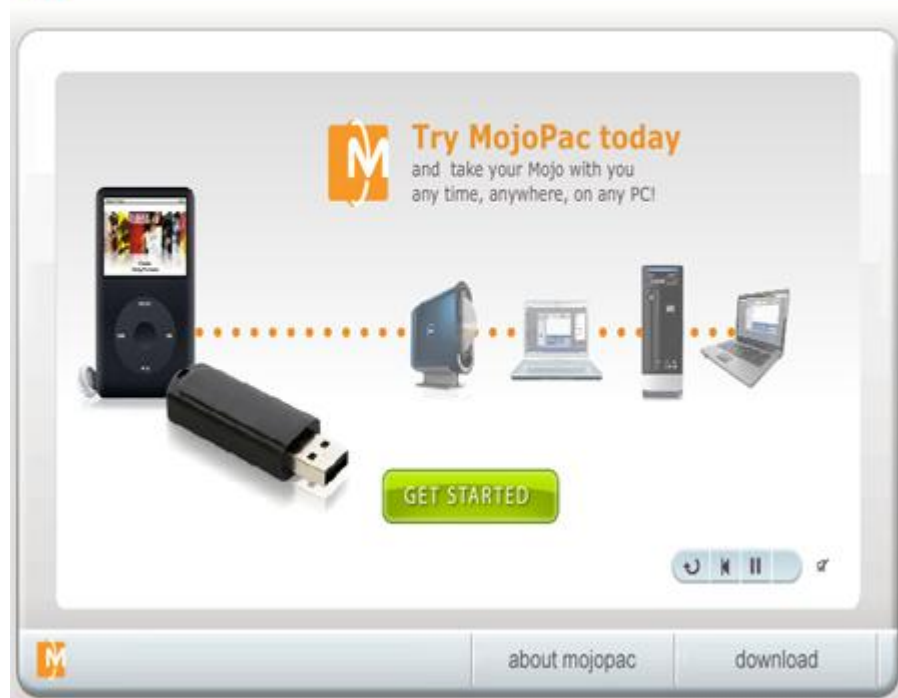 M Try MojoPac today
and take your Mojo with you
any time, anywhere, on any PC!
GET STARTED
M about mojopac download